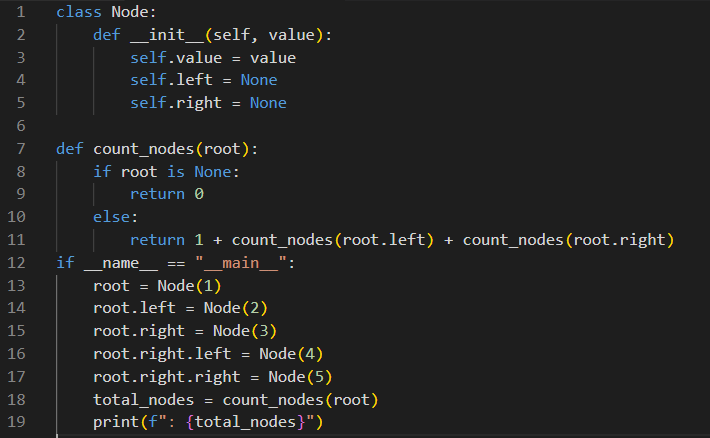 1 class Node:
2     def __init__(self, value):
3         self.value = value
4         self.left = None
5         self.right = None
6
7 def count_nodes(root):
8     if root is None:
9         return 0
10     else:
11         return 1 + count_nodes(root.left) + count_nodes(root.right)
12 if __name__ == "__main__":
13     root = Node(1)
14     root.left = Node(2)
15     root.right = Node(3)
16     root.right.left = Node(4)
17     root.right.right = Node(5)
18     total_nodes = count_nodes(root)
19     print(f": {total_nodes}")